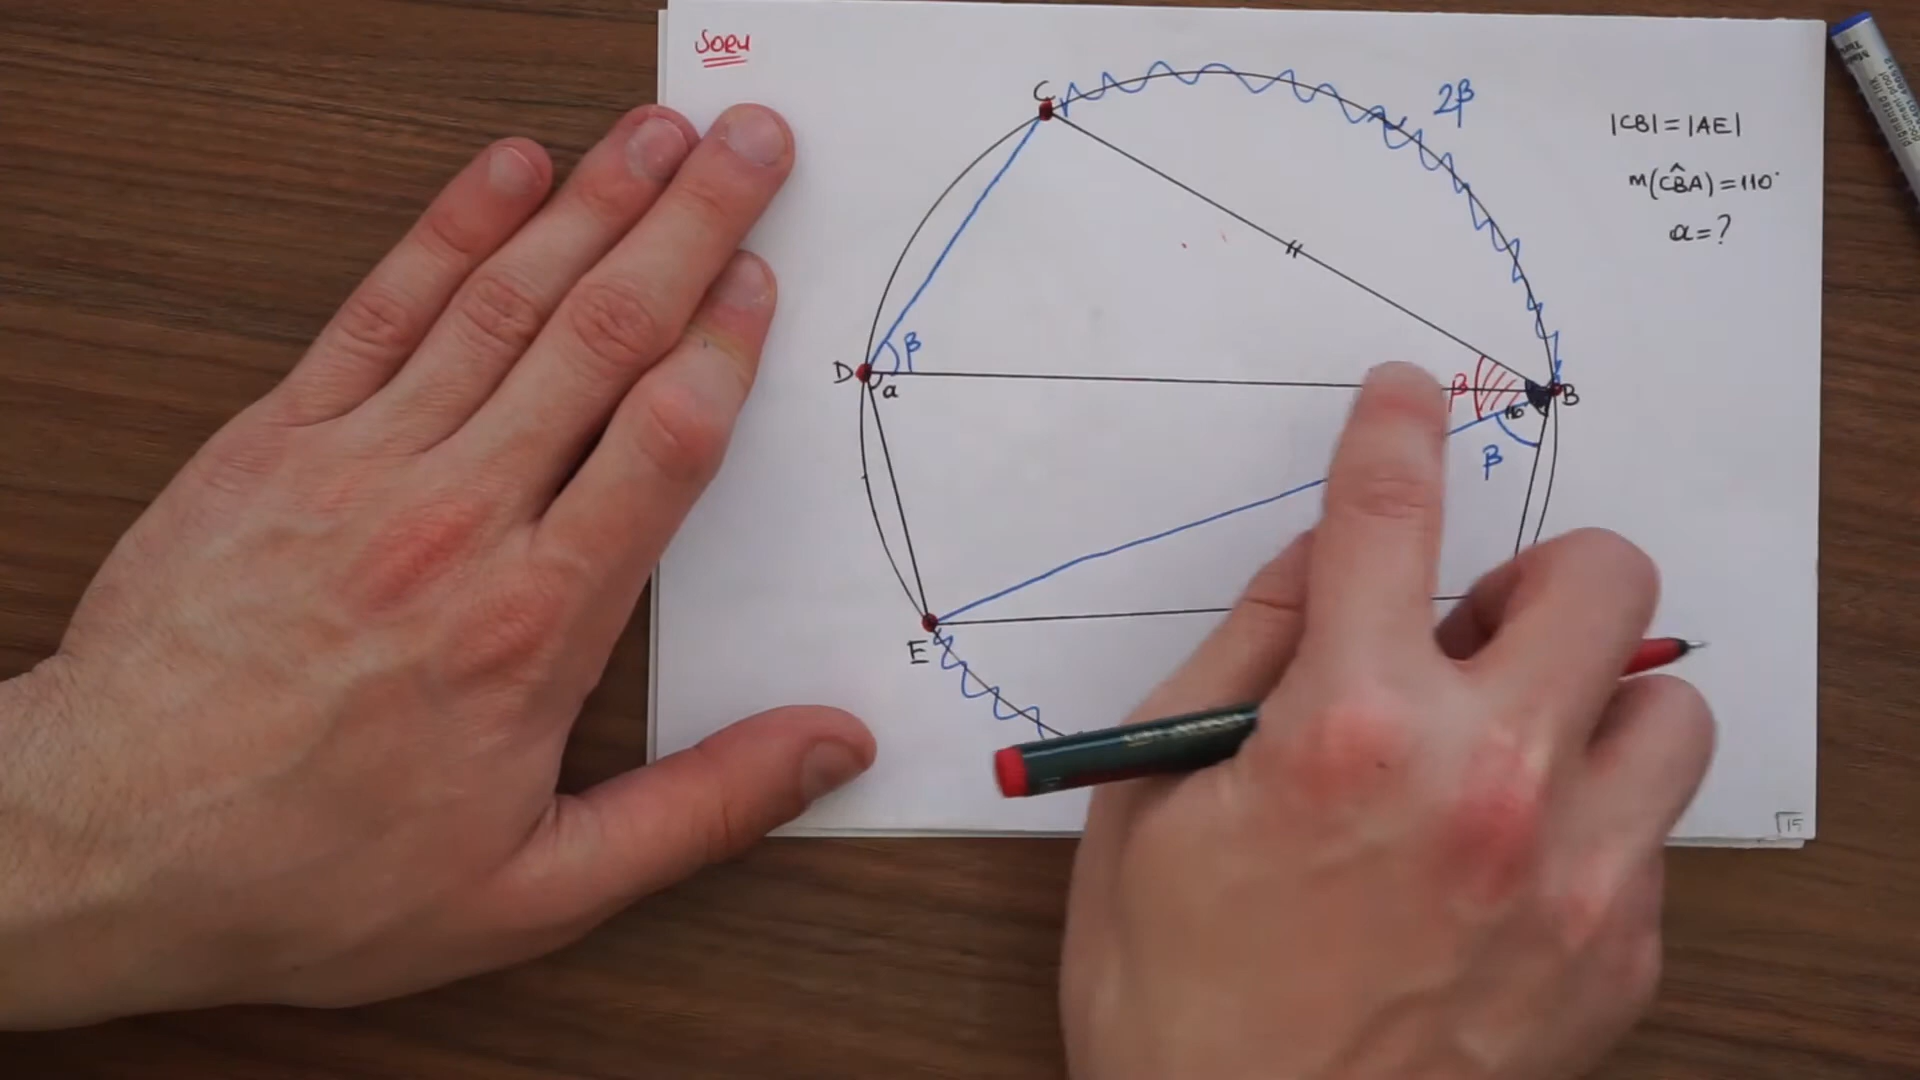 SORU
C
2β
|CB|=|AE|
m(CB̂A)=110°
a=?
D
β
a
β
110
B
β
E
15